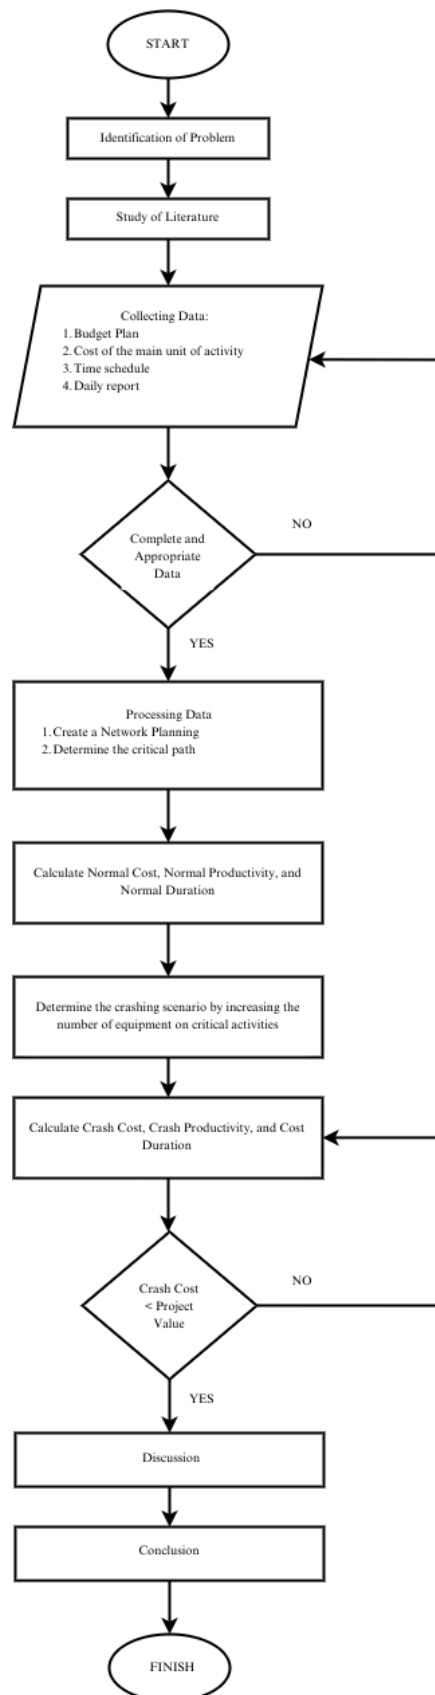 START
Identification of Problem
Study of Literature
Collecting Data:
1. Budget Plan
2. Cost of the main unit of activity
3. Time schedule
4. Daily report
NO
Complete and
Appropriate
Data
YES
Processing Data
1. Create a Network Planning
2. Determine the critical path
Calculate Normal Cost, Normal Productivity, and
Normal Duration
Determine the crashing scenario by increasing the
number of equipment on critical activities
Calculate Crash Cost, Crash Productivity, and Cost
Duration
NO
Crash Cost
< Project
Value
YES
Discussion
Conclusion
FINISH